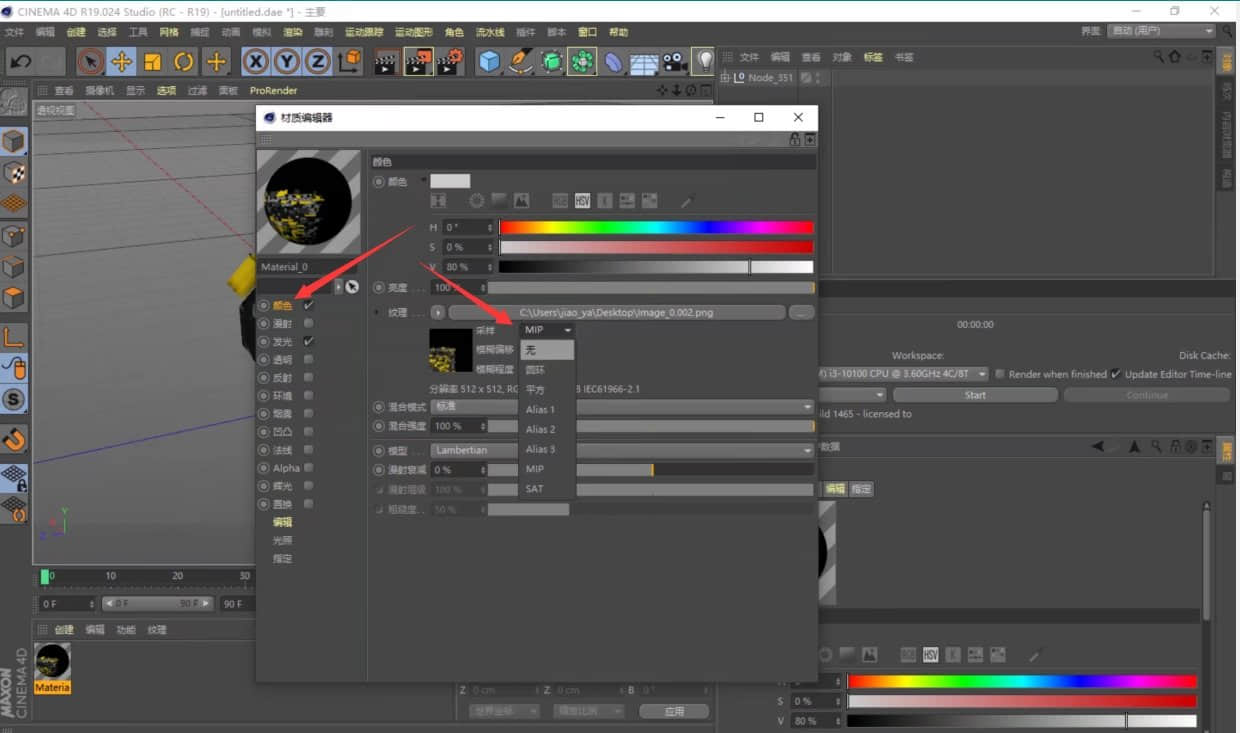 CINEMA 4D R19.024 Studio (RC - R19) - [untitled.dae *] - 主要
文件 编辑 创建 选择 工具 网格 捕捉 动画 模拟 渲染 雕刻 运动跟踪 运动图形 角色 流水线 插件 脚本 窗口 帮助
界面: 启动 (用户)
X Y Z
文件 编辑 查看 对象 标签 书签
Node_351
查看 摄像机 显示 选项 过滤 面板 ProRender
透视视图
材质编辑器
颜色
颜色
HSV
H 0 °
S 0 %
V 80 %
亮度 100 %
纹理 C:\Users\jiao_ya\Desktop\Image_0.002.png ...
采样 MIP
模糊偏移 无
模糊程度 圆环
分辨率 512 x 512, RG B IEC61966-2.1
平方
Alias 1
Alias 2
Alias 3
MIP
SAT
混合模式 标准
混合强度 100 %
模型 Lambertian
漫射衰减 0 %
漫射层级 100 %
粗糙度 50 %
Material_0
颜色
漫射
发光
透明
反射
环境
烟雾
凹凸
法线
Alpha
辉光
置换
编辑
光照
指定
00:00:00
Workspace: Disk Cache:
i3-10100 CPU @ 3.60GHz 4C/8T Render when finished Update Editor Time-line
Start Continue
ild 1465 - licensed to
数据
编辑 指定
HSV
S 0 %
V 80 %
Y
Z
0 10 20 30
0 F 0 F 90 F 90 F
创建 编辑 功能 纹理
Materia
MAXON
CINEMA 4D
Z 0 cm Z 0 cm B 0 °
世界坐标 缩放比例 应用